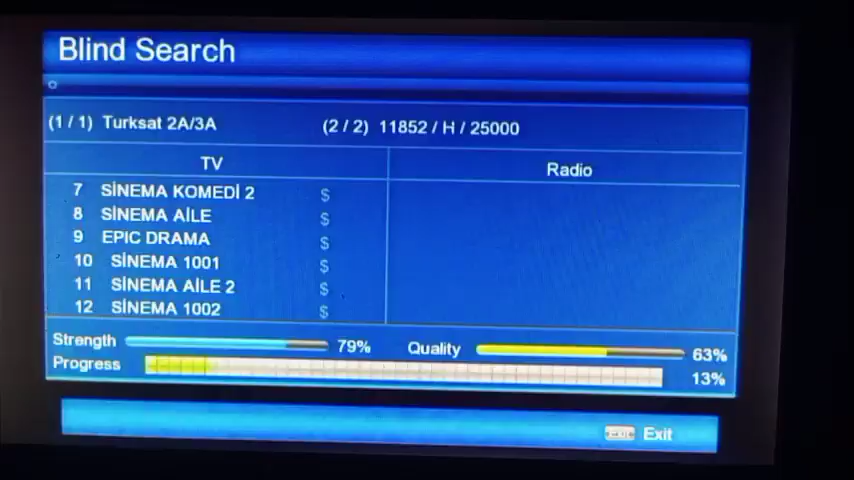 Blind Search
(1 / 1) Turksat 2A/3A (2 / 2) 11852 / H / 25000
TV Radio
7 SİNEMA KOMEDİ 2 $
8 SİNEMA AİLE $
9 EPIC DRAMA $
10 SİNEMA 1001 $
11 SİNEMA AİLE 2 $
12 SİNEMA 1002 $
Strength 79% Quality 63%
Progress 13%
EXIT Exit